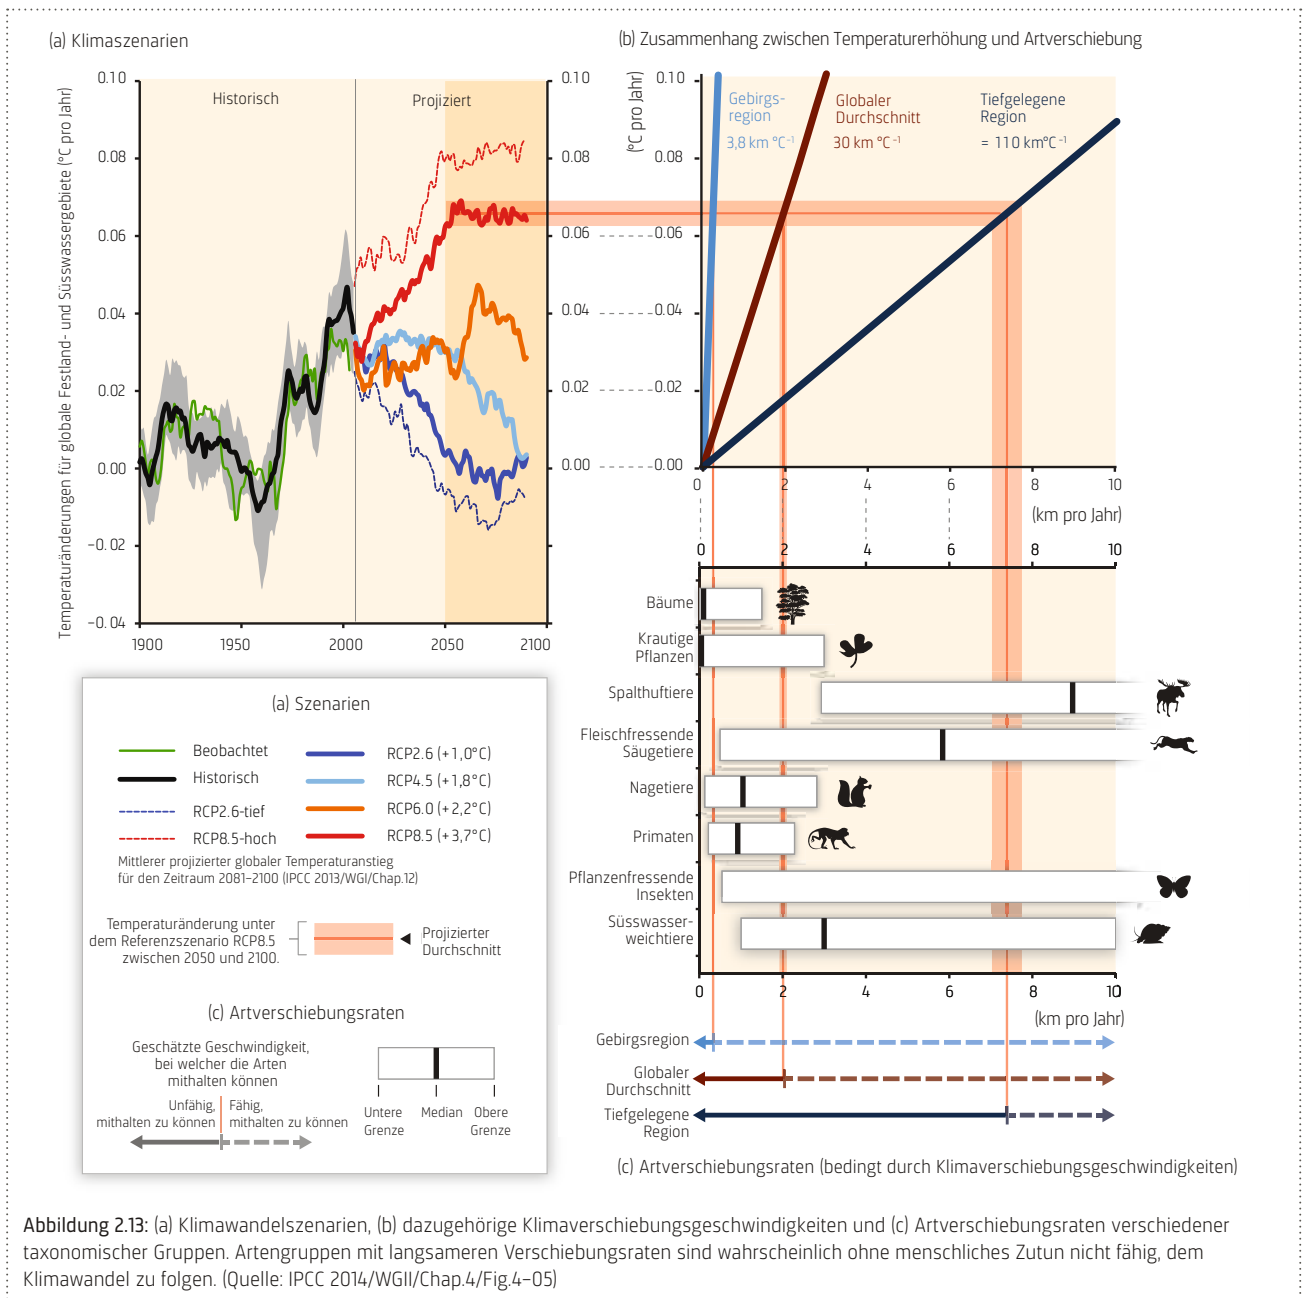 (a) Klimaszenarien
Temperaturänderungen für globale Festland- und Süsswassergebiete (°C pro Jahr)
0.10
0.08
0.06
0.04
0.02
0.00
−0.02
−0.04
Historisch
Projiziert
1900
1950
2000
2050
2100
0.10
0.08
0.06
0.04
0.02
0.00
(b) Zusammenhang zwischen Temperaturerhöhung und Artverschiebung
(°C pro Jahr)
0.10
0.08
0.06
0.04
0.02
0.00
Gebirgs-
region
3,8 km °C⁻¹
Globaler
Durchschnitt
30 km °C⁻¹
Tiefgelegene
Region
= 110 km°C⁻¹
0
2
4
6
8
10
(km pro Jahr)
0
2
4
6
8
10
Bäume
Krautige
Pflanzen
Spalthuftiere
Fleischfressende
Säugetiere
Nagetiere
Primaten
Pflanzenfressende
Insekten
Süsswasser-
weichtiere
0
2
4
6
8
10
(km pro Jahr)
Gebirgsregion
Globaler
Durchschnitt
Tiefgelegene
Region
(c) Artverschiebungsraten (bedingt durch Klimaverschiebungsgeschwindigkeiten)
(a) Szenarien
Beobachtet
Historisch
RCP2.6-tief
RCP8.5-hoch
RCP2.6 (+1,0°C)
RCP4.5 (+1,8°C)
RCP6.0 (+2,2°C)
RCP8.5 (+3,7°C)
Mittlerer projizierter globaler Temperaturanstieg
für den Zeitraum 2081–2100 (IPCC 2013/WGI/Chap.12)
Temperaturänderung unter
dem Referenzszenario RCP8.5
zwischen 2050 und 2100.
Projizierter
Durchschnitt
(c) Artverschiebungsraten
Geschätzte Geschwindigkeit,
bei welcher die Arten
mithalten können
Unfähig,
mithalten zu können
Fähig,
mithalten zu können
Untere
Grenze
Median
Obere
Grenze
Abbildung 2.13: (a) Klimawandelszenarien, (b) dazugehörige Klimaverschiebungsgeschwindigkeiten und (c) Artverschiebungsraten verschiedener
taxonomischer Gruppen. Artengruppen mit langsameren Verschiebungsraten sind wahrscheinlich ohne menschliches Zutun nicht fähig, dem
Klimawandel zu folgen. (Quelle: IPCC 2014/WGII/Chap.4/Fig.4–05)